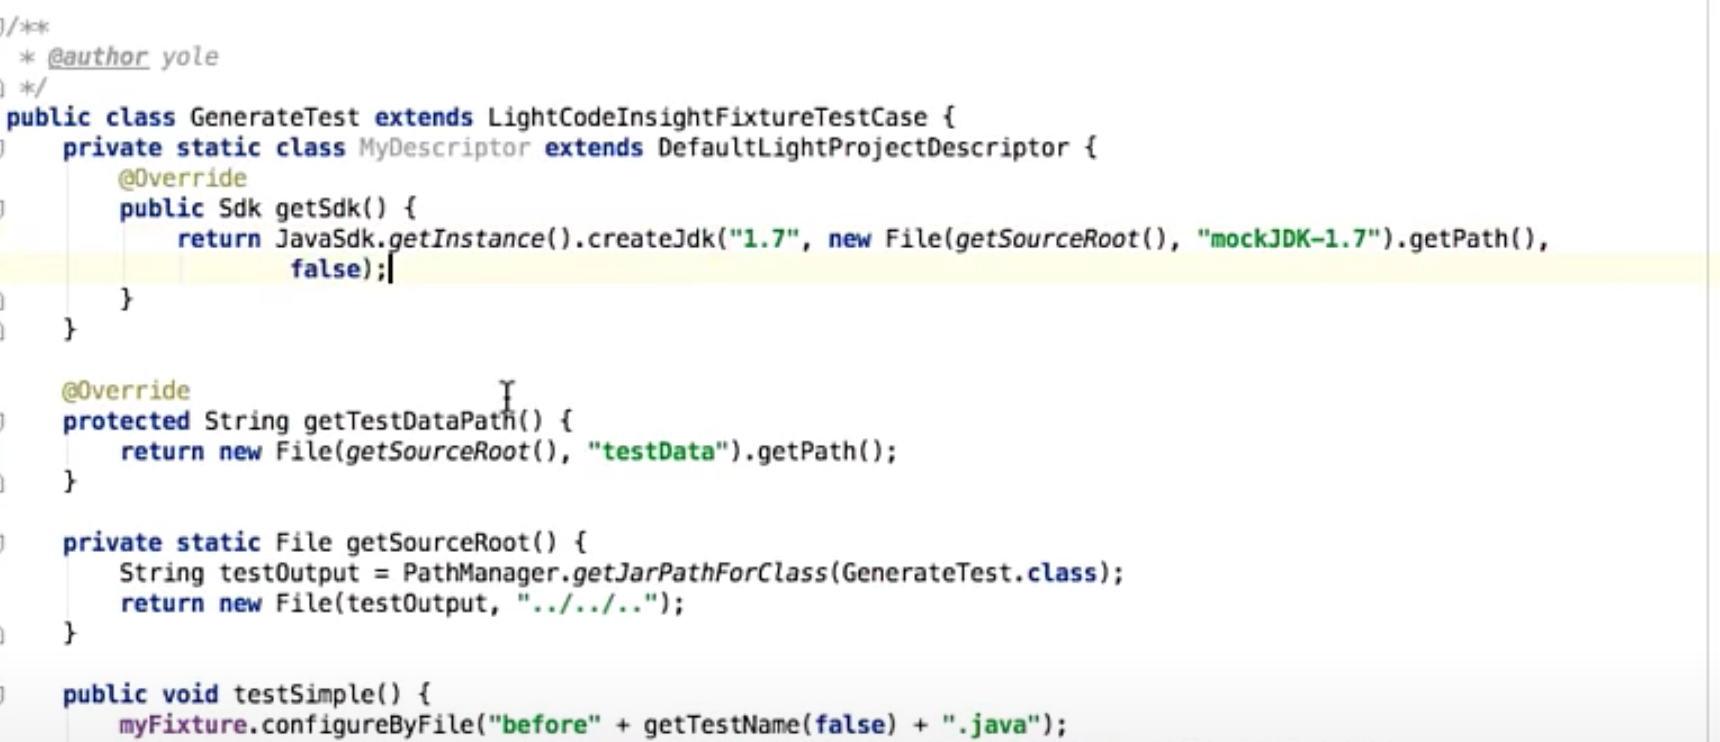 /**
 * @author yole
 */
public class GenerateTest extends LightCodeInsightFixtureTestCase {
    private static class MyDescriptor extends DefaultLightProjectDescriptor {
        @Override
        public Sdk getSdk() {
            return JavaSdk.getInstance().createJdk("1.7", new File(getSourceRoot(), "mockJDK-1.7").getPath(),
                    false);
        }
    }

    @Override
    protected String getTestDataPath() {
        return new File(getSourceRoot(), "testData").getPath();
    }

    private static File getSourceRoot() {
        String testOutput = PathManager.getJarPathForClass(GenerateTest.class);
        return new File(testOutput, "../../..");
    }

    public void testSimple() {
        myFixture.configureByFile("before" + getTestName(false) + ".java");